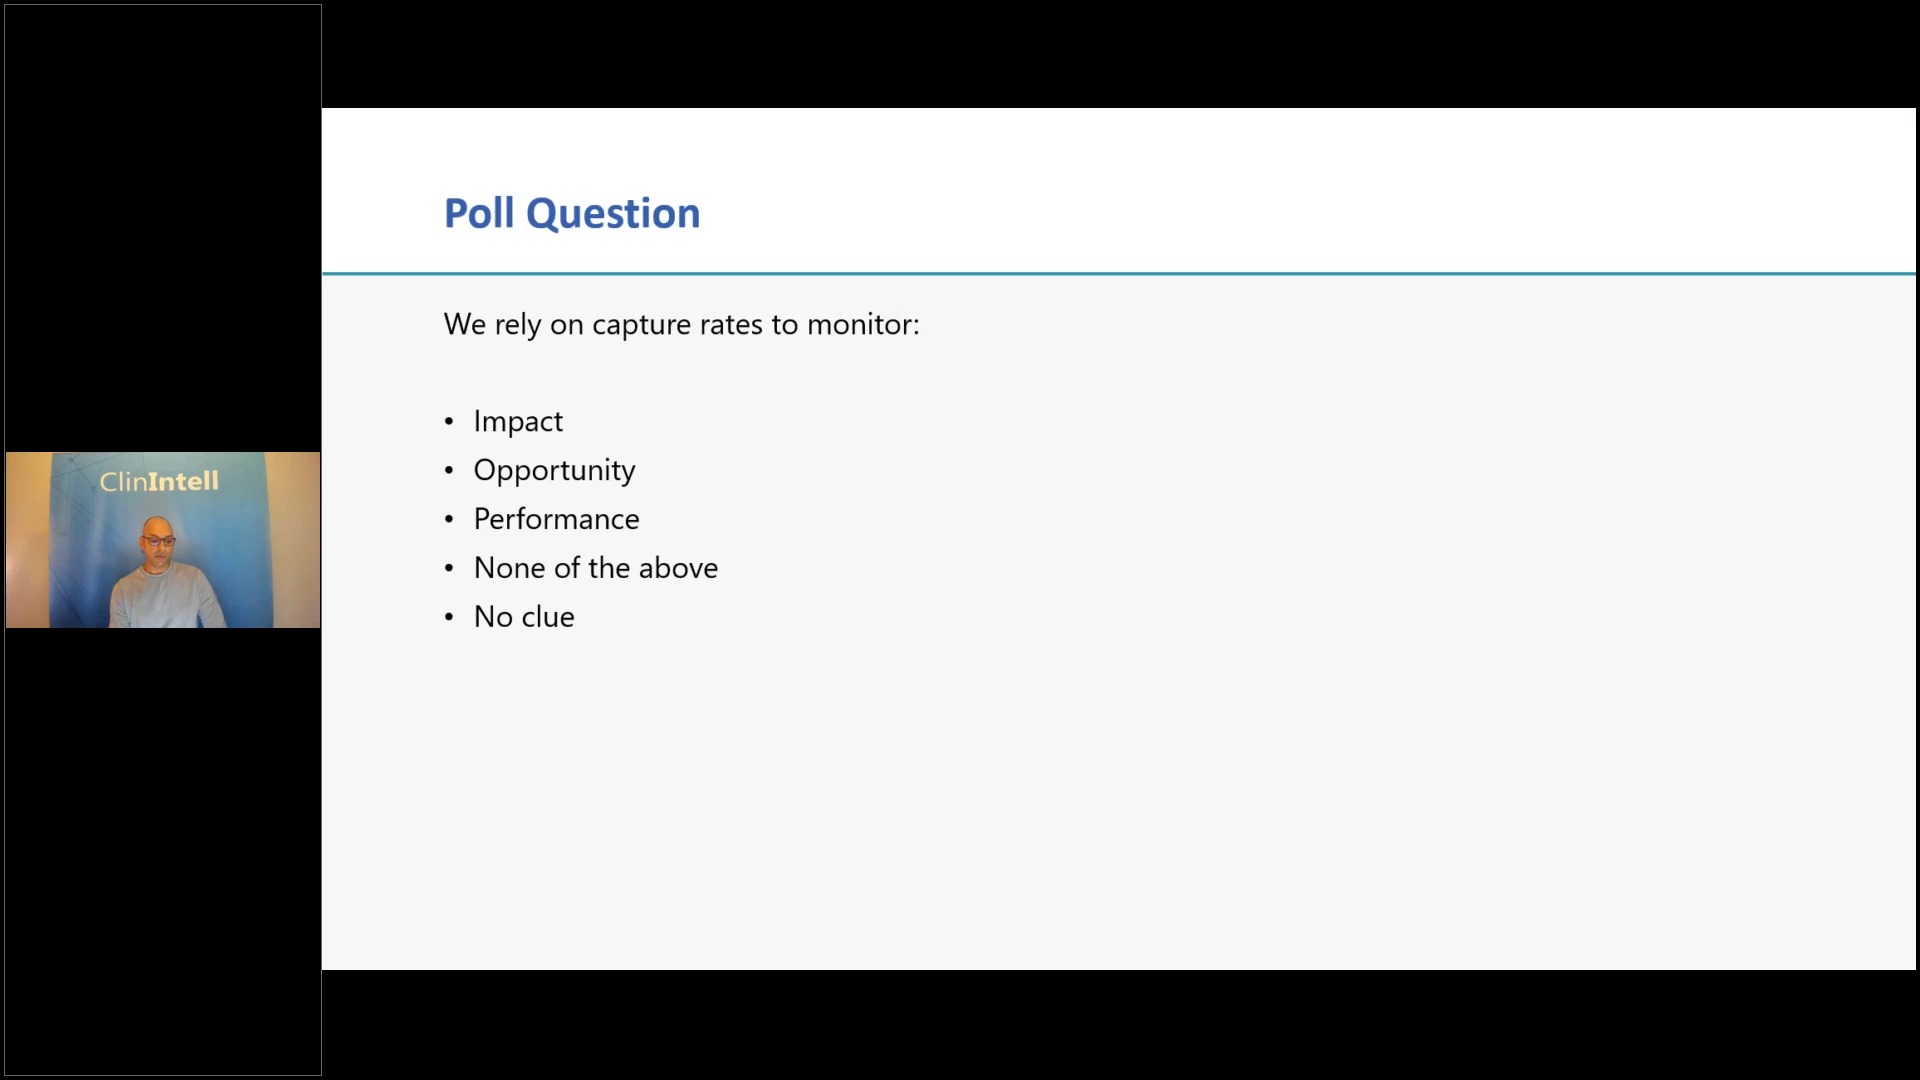 ClinIntell
Poll Question
We rely on capture rates to monitor:
• Impact
• Opportunity
• Performance
• None of the above
• No clue